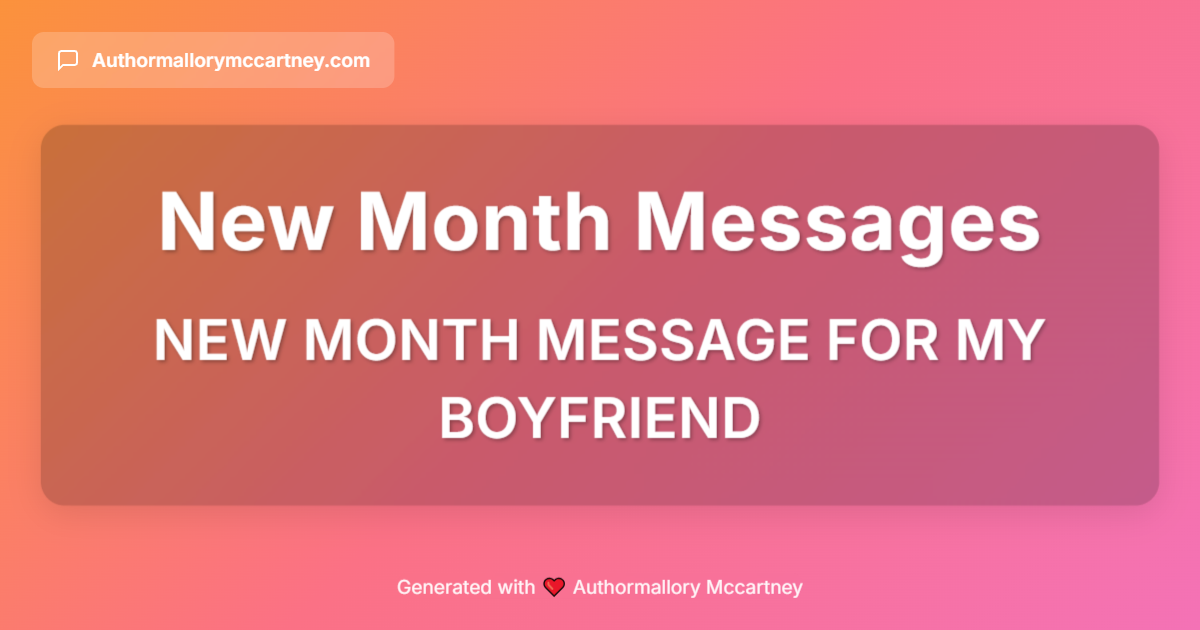 Authormallorymccartney.com
New Month Messages
NEW MONTH MESSAGE FOR MY
BOYFRIEND
Generated with ❤️ Authormallory Mccartney